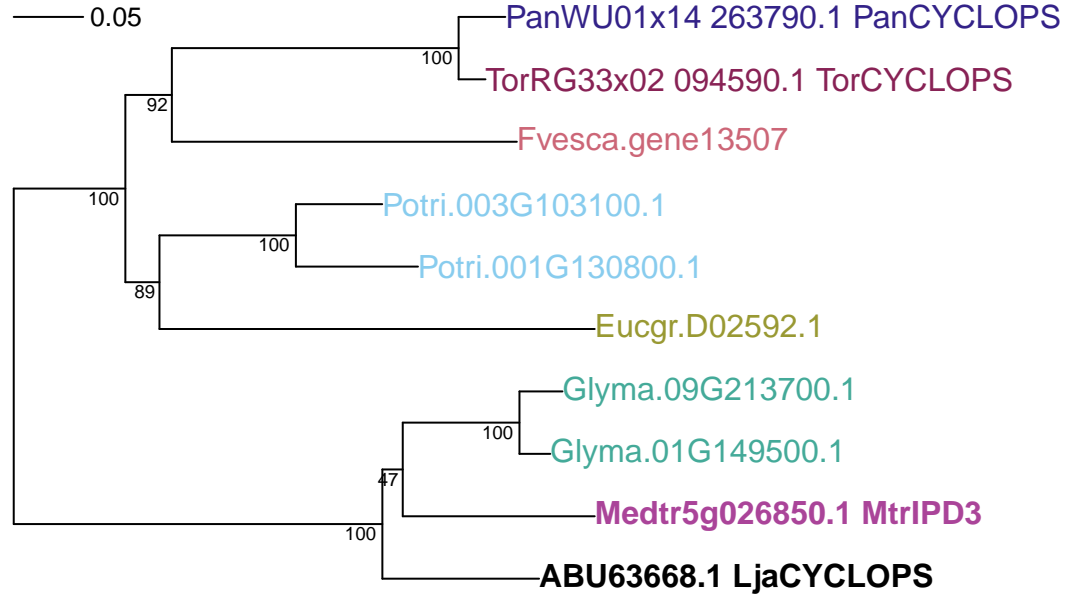 0.05
PanWU01x14 263790.1 PanCYCLOPS
100
TorRG33x02 094590.1 TorCYCLOPS
92
Fvesca.gene13507
100
Potri.003G103100.1
100
Potri.001G130800.1
89
Eucgr.D02592.1
Glyma.09G213700.1
100
Glyma.01G149500.1
47
Medtr5g026850.1 MtrIPD3
100
ABU63668.1 LjaCYCLOPS